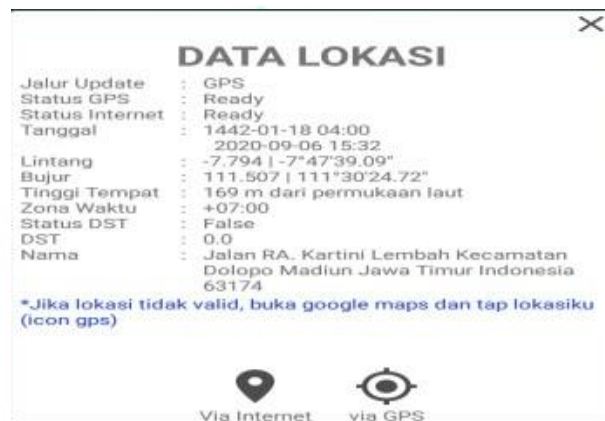 DATA LOKASI
Jalur Update : GPS
Status GPS : Ready
Status Internet : Ready
Tanggal : 1442-01-18 04:00
2020-09-06 15:32
Lintang : -7.794 | -7°47'39.09"
Bujur : 111.507 | 111°30'24.72"
Tinggi Tempat : 169 m dari permukaan laut
Zona Waktu : +07:00
Status DST : False
DST : 0.0
Nama : Jalan RA. Kartini Lembah Kecamatan
Dolopo Madiun Jawa Timur Indonesia
63174
*Jika lokasi tidak valid, buka google maps dan tap lokasiku
(icon gps)
Via Internet via GPS